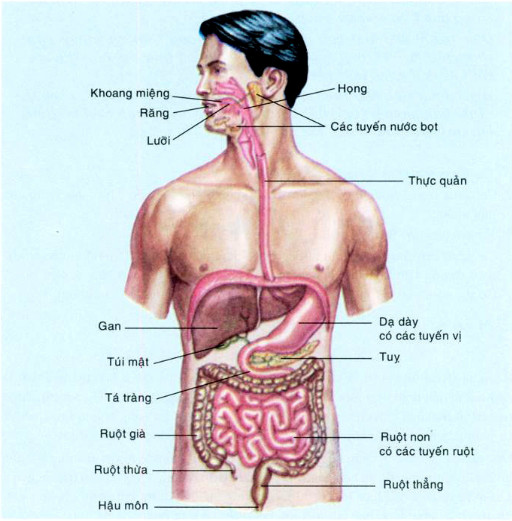 Khoang miệng
Răng
Lưỡi
Họng
Các tuyến nước bọt
Thực quản
Gan
Túi mật
Tá tràng
Ruột già
Ruột thừa
Hậu môn
Dạ dày
có các tuyến vị
Tuỵ
Ruột non
có các tuyến ruột
Ruột thẳng